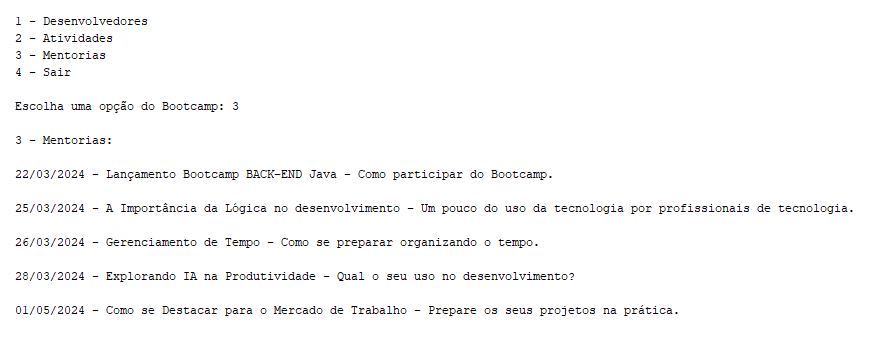 1 - Desenvolvedores
2 - Atividades
3 - Mentorias
4 - Sair
Escolha uma opção do Bootcamp: 3
3 - Mentorias:
22/03/2024 - Lançamento Bootcamp BACK-END Java - Como participar do Bootcamp.
25/03/2024 - A Importância da Lógica no desenvolvimento - Um pouco do uso da tecnologia por profissionais de tecnologia.
26/03/2024 - Gerenciamento de Tempo - Como se preparar organizando o tempo.
28/03/2024 - Explorando IA na Produtividade - Qual o seu uso no desenvolvimento?
01/05/2024 - Como se Destacar para o Mercado de Trabalho - Prepare os seus projetos na prática.